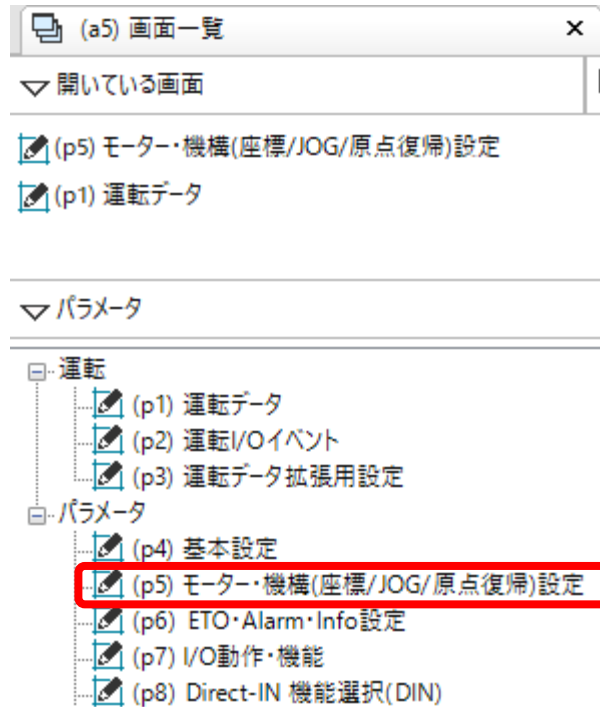 (a5) 画面一覧
開いている画面
(p5) モーター・機構(座標/JOG/原点復帰)設定
(p1) 運転データ
パラメータ
運転
(p1) 運転データ
(p2) 運転I/Oイベント
(p3) 運転データ拡張用設定
パラメータ
(p4) 基本設定
(p5) モーター・機構(座標/JOG/原点復帰)設定
(p6) ETO・Alarm・Info設定
(p7) I/O動作・機能
(p8) Direct-IN 機能選択(DIN)